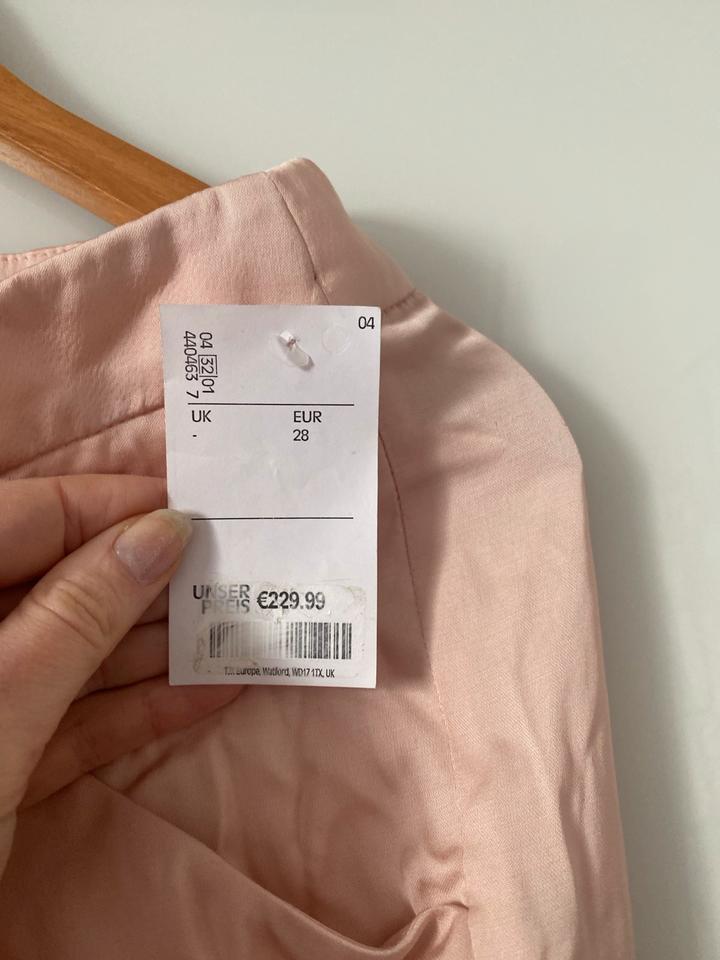 04
04 32 01
440463 7
UK EUR
- 28
UNSER
PREIS €229.99
TJX Europe, Watford, WD17 1TX, UK